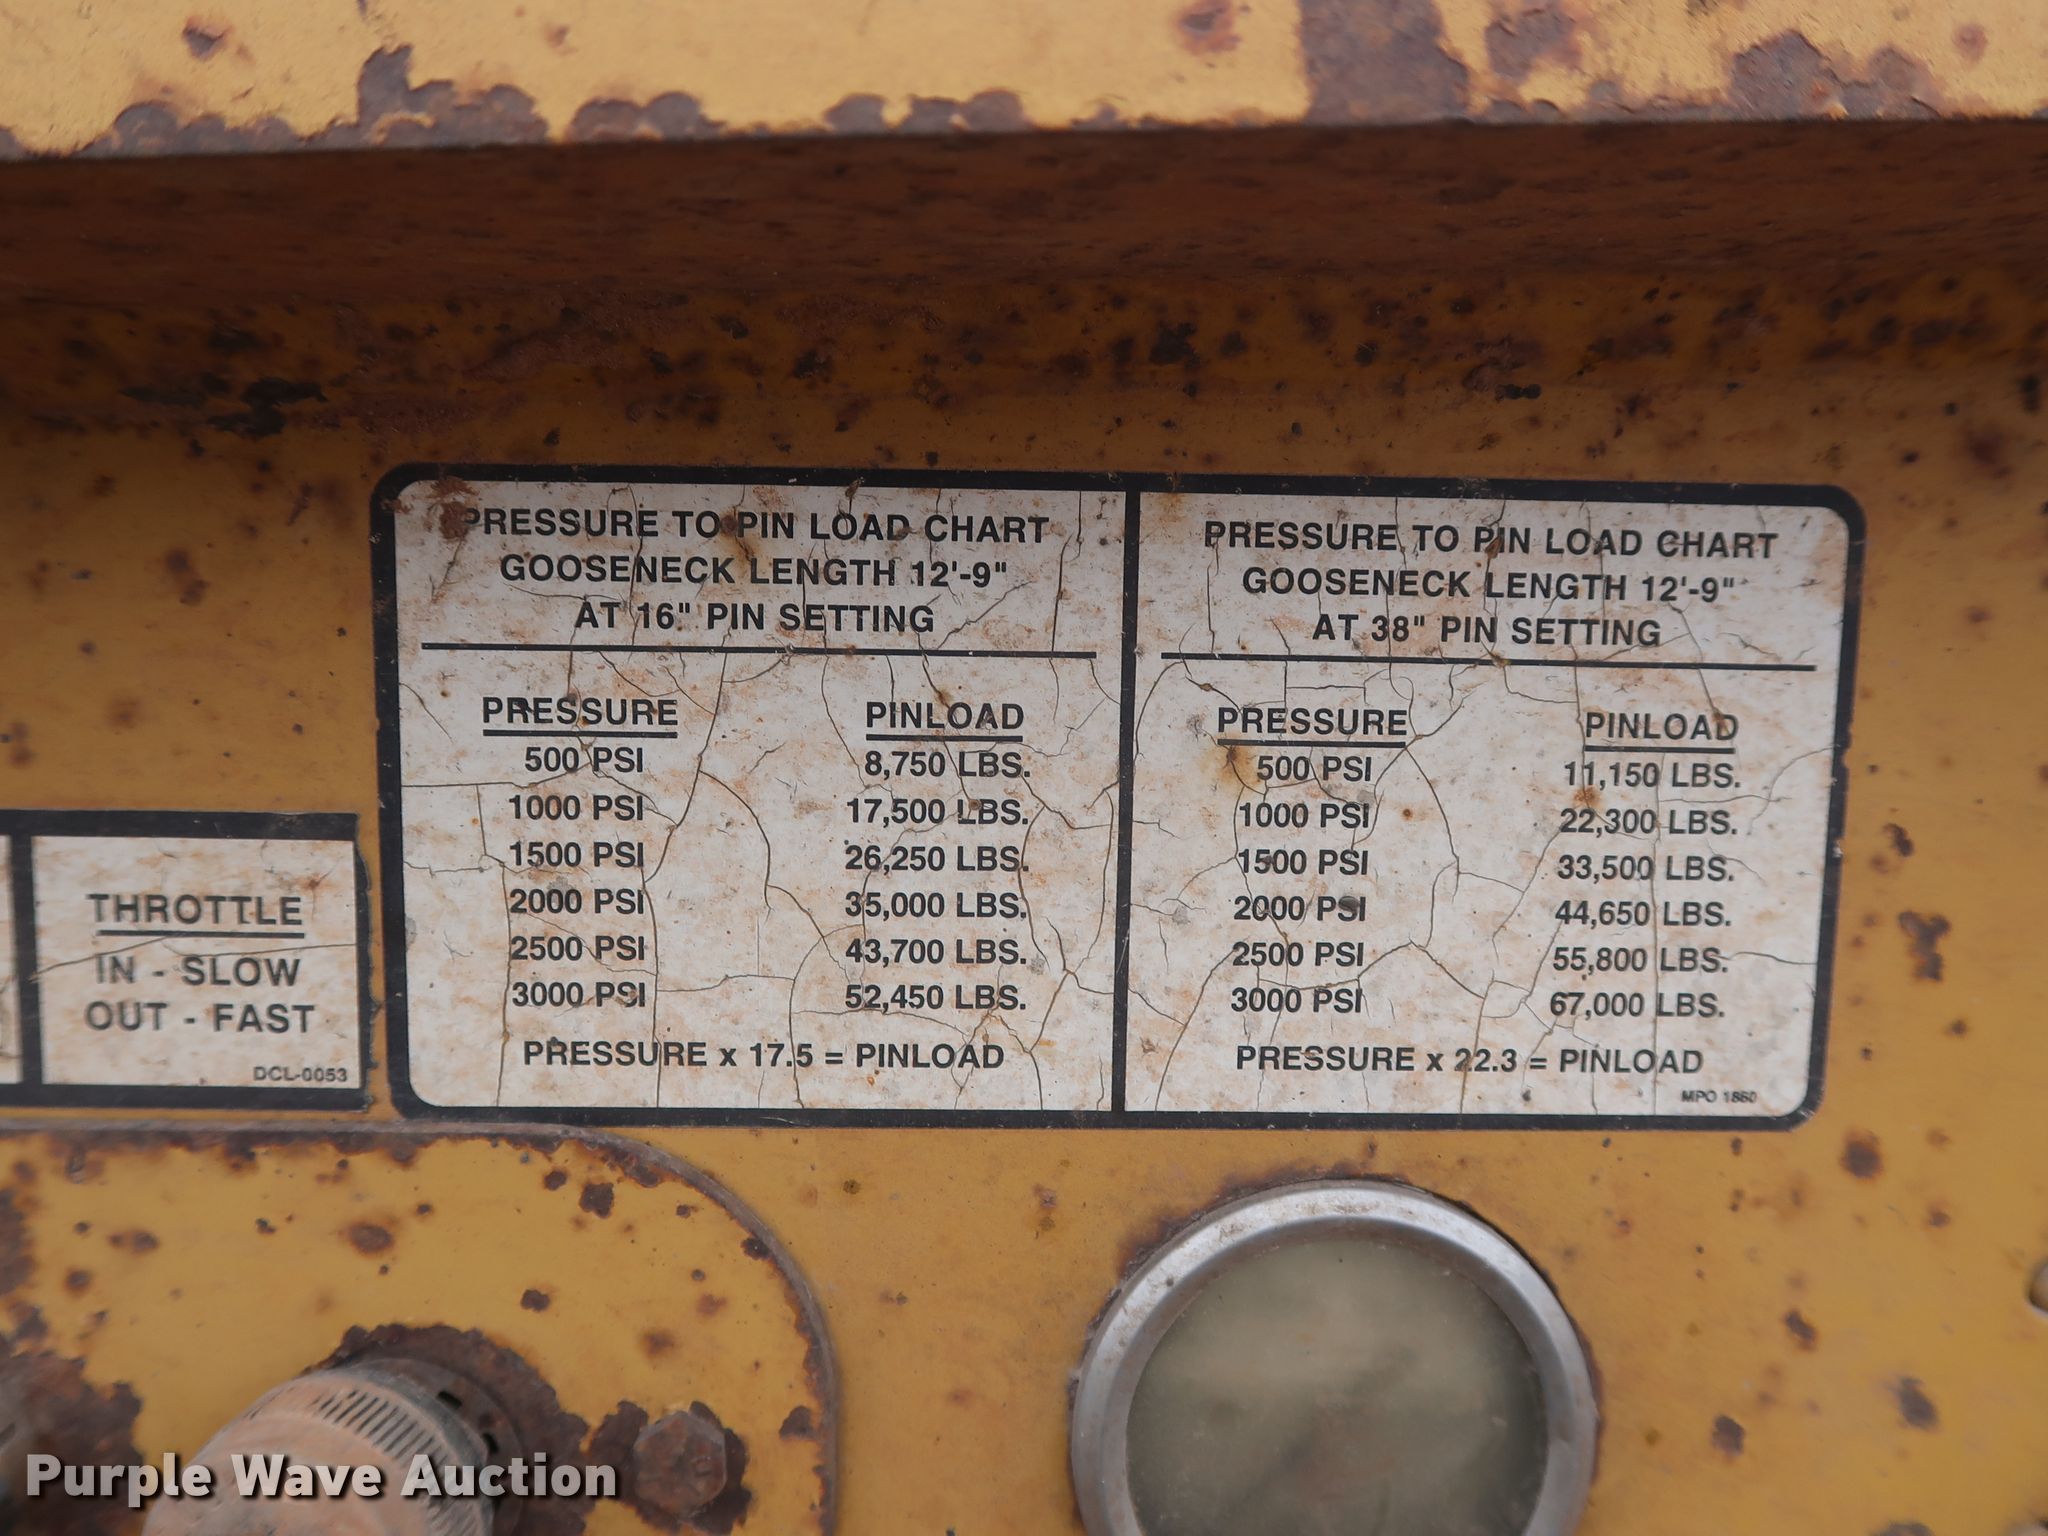 PRESSURE TO PIN LOAD CHART
GOOSENECK LENGTH 12'-9"
AT 16" PIN SETTING
PRESSURE PINLOAD
500 PSI 8,750 LBS.
1000 PSI 17,500 LBS.
1500 PSI 26,250 LBS.
2000 PSI 35,000 LBS.
2500 PSI 43,700 LBS.
3000 PSI 52,450 LBS.
PRESSURE x 17.5 = PINLOAD
PRESSURE TO PIN LOAD CHART
GOOSENECK LENGTH 12'-9"
AT 38" PIN SETTING
PRESSURE PINLOAD
500 PSI 11,150 LBS.
1000 PSI 22,300 LBS.
1500 PSI 33,500 LBS.
2000 PSI 44,650 LBS.
2500 PSI 55,800 LBS.
3000 PSI 67,000 LBS.
PRESSURE x 22.3 = PINLOAD
MPO 1860
THROTTLE
IN - SLOW
OUT - FAST
DCL-0053
Purple Wave Auction